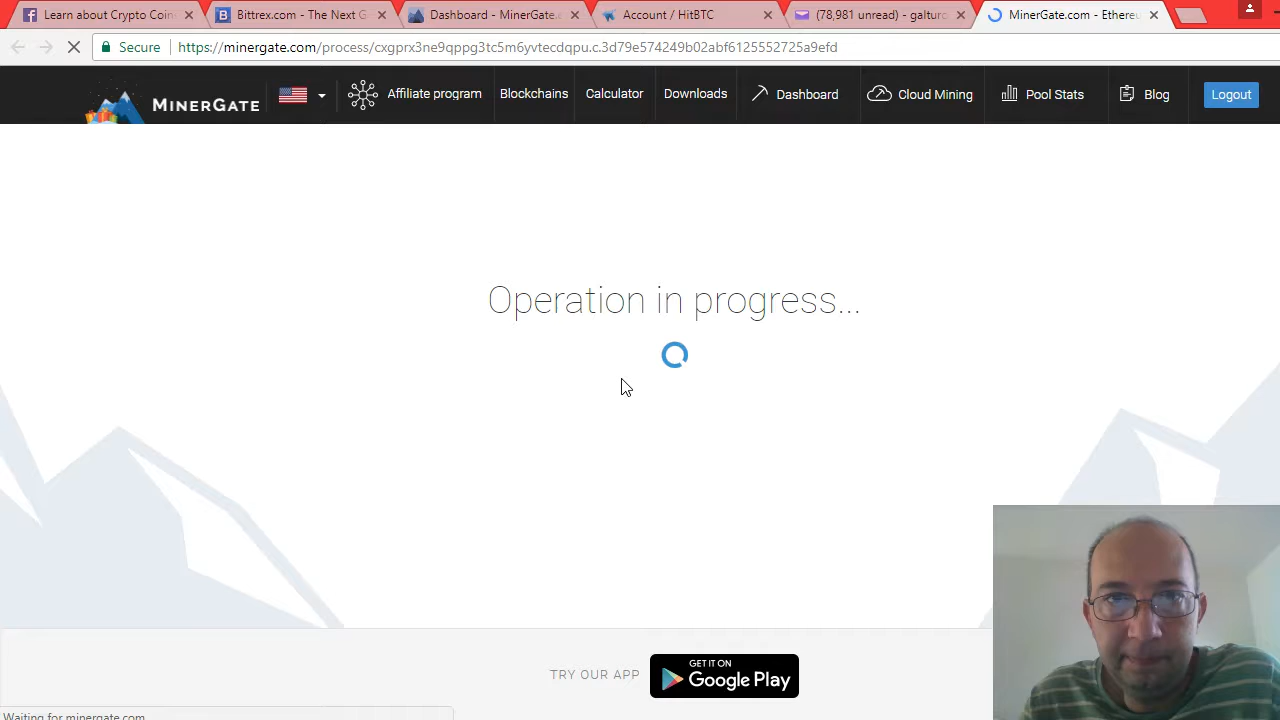 Learn about Crypto Coin
Bittrex.com - The Next G
Dashboard - MinerGate.
Account / HitBTC
(78,981 unread) - galturc
MinerGate.com - Ethereu
Secure
https://minergate.com/process/cxgprx3ne9qppg3tc5m6yvtecdqpu.c.3d79e574249b02abf6125552725a9efd
MINERGATE
Affiliate program
Blockchains
Calculator
Downloads
Dashboard
Cloud Mining
Pool Stats
Blog
Logout
Operation in progress...
TRY OUR APP
GET IT ON
Google Play
Waiting for minergate.com